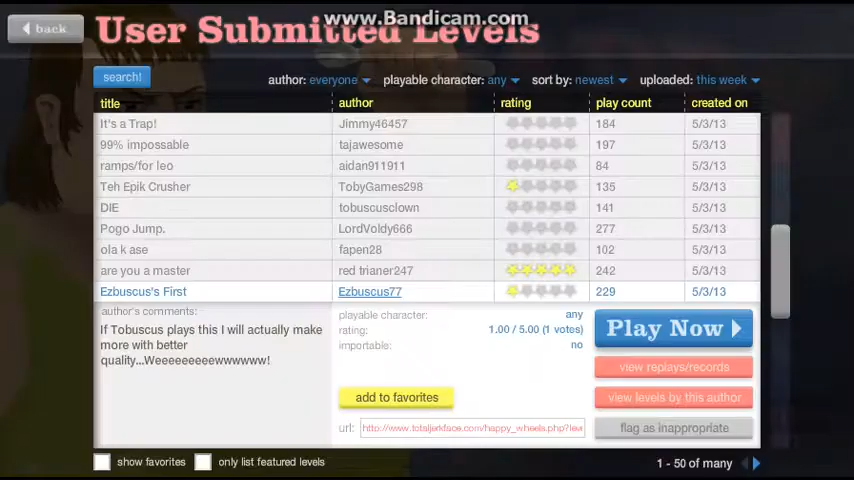 www.Bandicam.com
back
User Submitted Levels
search!
author: everyone playable character: any sort by: newest uploaded: this week
title author rating play count created on
It's a Trap! Jimmy46457 184 5/3/13
99% impossable tajawesome 197 5/3/13
ramps/for leo aidan911911 84 5/3/13
Teh Epik Crusher TobyGames298 135 5/3/13
DIE tobuscusclown 141 5/3/13
Pogo Jump. LordVoldy666 277 5/3/13
ola k ase fapen28 102 5/3/13
are you a master red trianer247 242 5/3/13
Ezbuscus's First Ezbuscus77 229 5/3/13
author's comments:
If Tobuscus plays this I will actually make
more with better
quality...Weeeeeeeewwwwww!
playable character: any
rating: 1.00 / 5.00 (1 votes)
importable: no
add to favorites
url: http://www.totaljerkface.com/happy_wheels.php?leve
Play Now
view replays/records
view levels by this author
flag as inappropriate
show favorites only list featured levels 1 - 50 of many